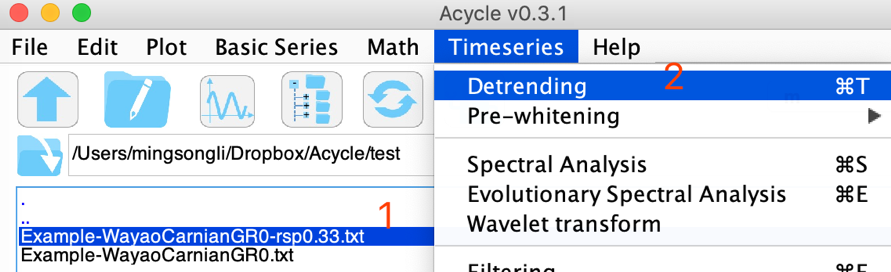 Acycle v0.3.1
File Edit Plot Basic Series Math Timeseries Help
2
Detrending ⌘T
Pre-whitening
/Users/mingsongli/Dropbox/Acycle/test
Spectral Analysis ⌘S
Evolutionary Spectral Analysis ⌘E
Wavelet transform
.
..
1
Example-WayaoCarnianGR0-rsp0.33.txt
Example-WayaoCarnianGR0.txt
Filtering ⌘F